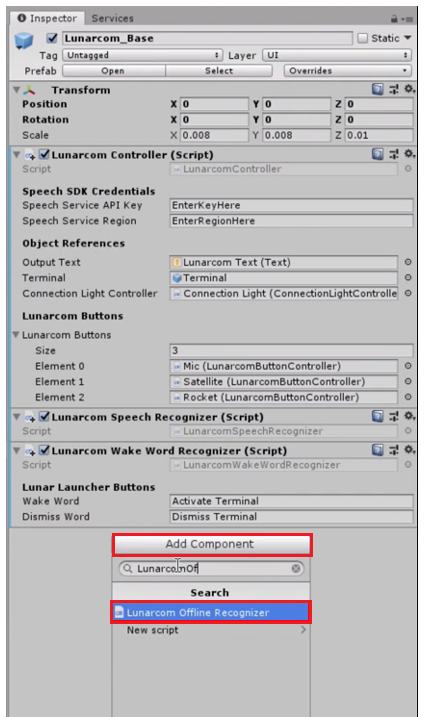 Inspector Services
Lunarcom_Base Static
Tag Untagged Layer UI
Prefab Open Select Overrides
Transform
Position X 0 Y 0 Z 0
Rotation X 0 Y 0 Z 0
Scale X 0.008 Y 0.008 Z 0.01
Lunarcom Controller (Script)
Script LunarcomController
Speech SDK Credentials
Speech Service API Key EnterKeyHere
Speech Service Region EnterRegionHere
Object References
Output Text Lunarcom Text (Text)
Terminal Terminal
Connection Light Controller Connection Light (ConnectionLightControlle
Lunarcom Buttons
Lunarcom Buttons
Size 3
Element 0 Mic (LunarcomButtonController)
Element 1 Satellite (LunarcomButtonController)
Element 2 Rocket (LunarcomButtonController)
Lunarcom Speech Recognizer (Script)
Script LunarcomSpeechRecognizer
Lunarcom Wake Word Recognizer (Script)
Script LunarcomWakeWordRecognizer
Lunar Launcher Buttons
Wake Word Activate Terminal
Dismiss Word Dismiss Terminal
Add Component
LunarcomOf
Search
Lunarcom Offline Recognizer
New script